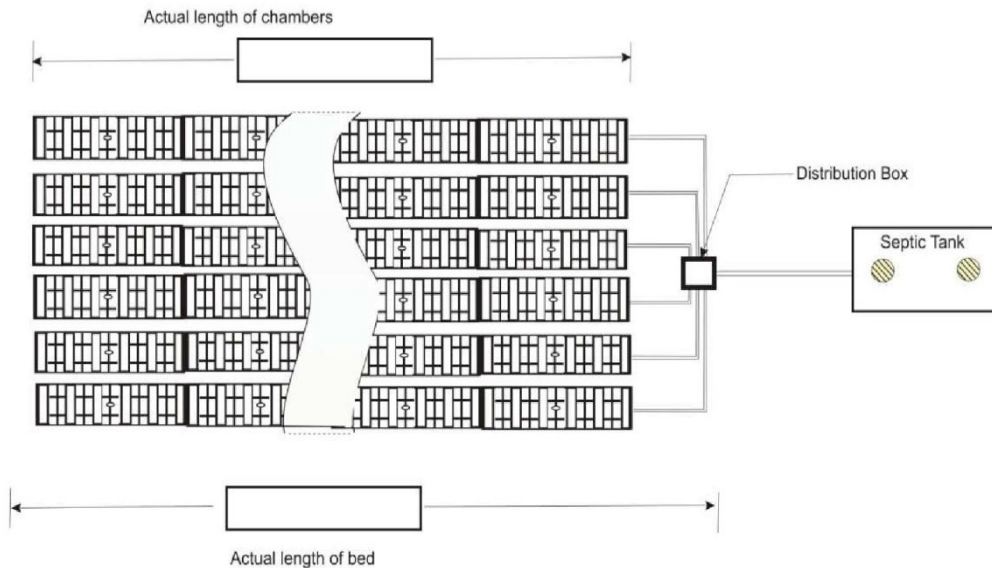 Actual length of chambers
Distribution Box
Septic Tank
Actual length of bed